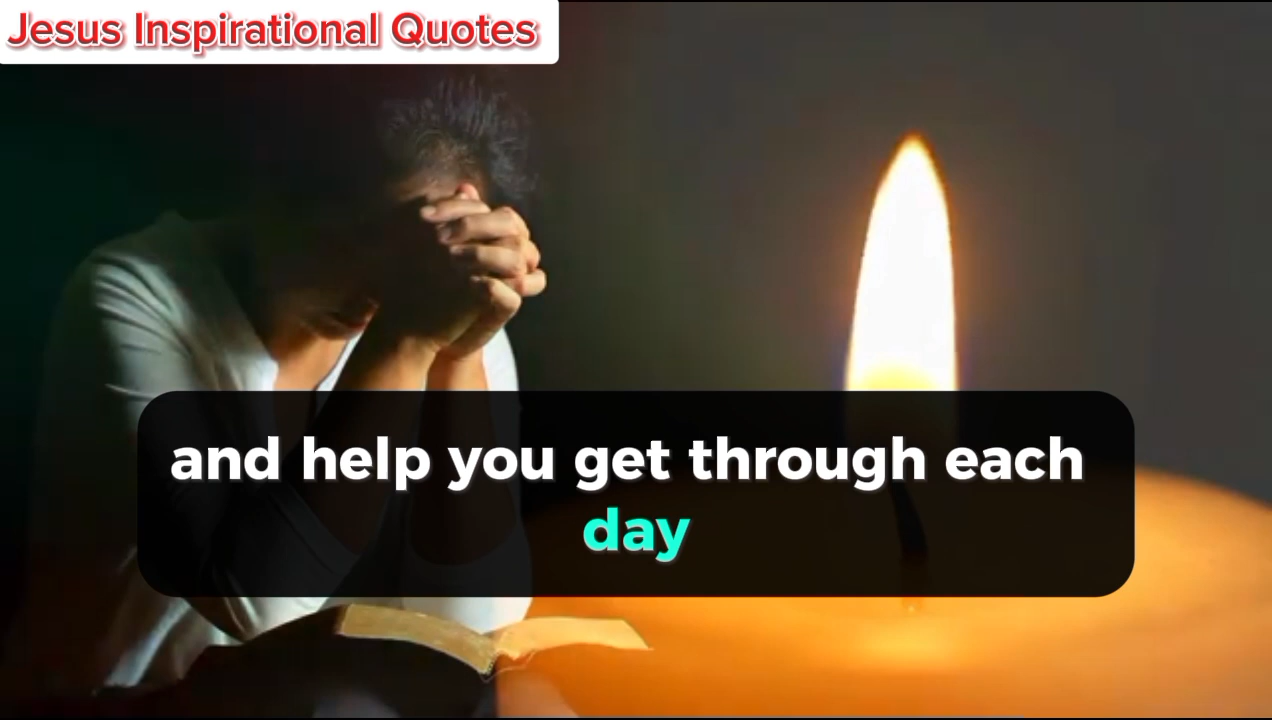 Jesus Inspirational Quotes
and help you get through each
day